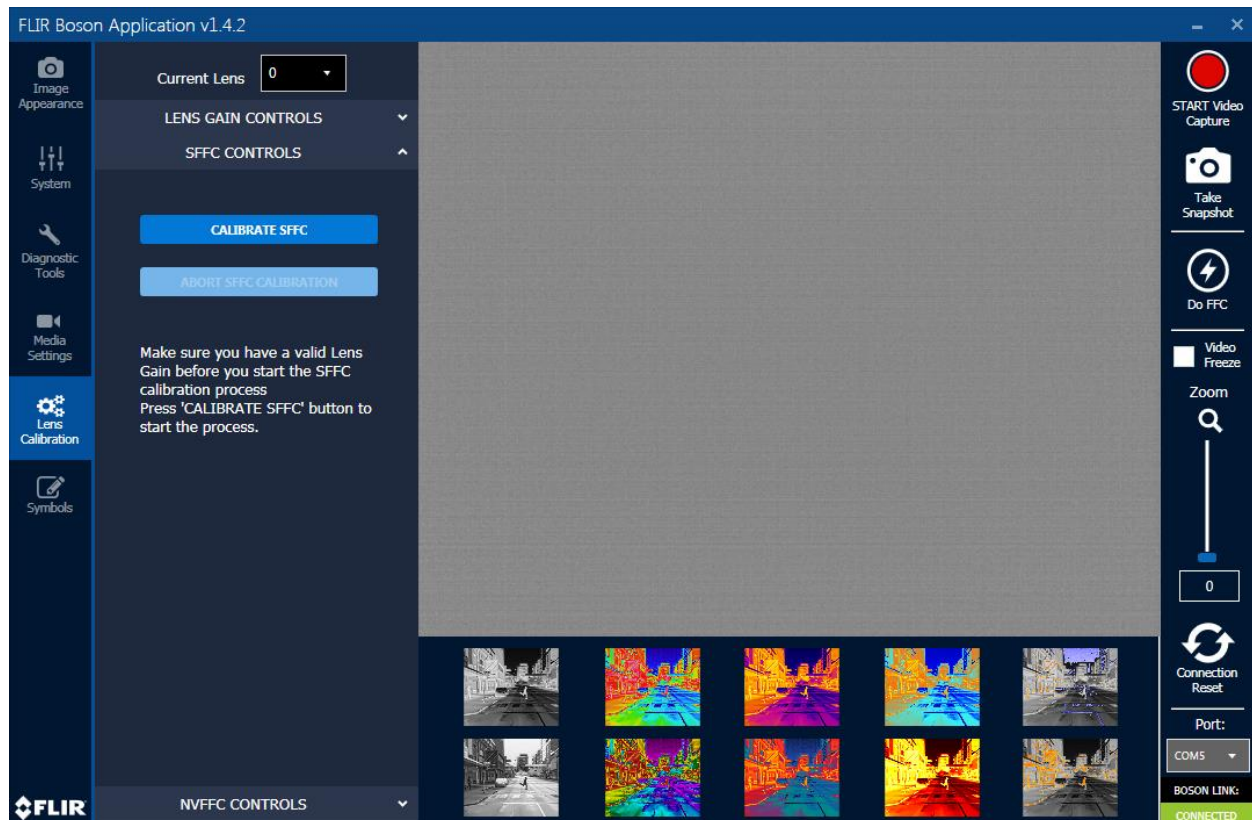 FLIR Boson Application v1.4.2
Image
Appearance
System
Diagnostic
Tools
Media
Settings
Lens
Calibration
Symbols
FLIR
Current Lens 0
LENS GAIN CONTROLS
SFFC CONTROLS
CALIBRATE SFFC
ABORT SFFC CALIBRATION
Make sure you have a valid Lens
Gain before you start the SFFC
calibration process
Press 'CALIBRATE SFFC' button to
start the process.
NVFFC CONTROLS
START Video
Capture
Take
Snapshot
Do FFC
Video
Freeze
Zoom
0
Connection
Reset
Port:
COM5
BOSON LINK:
CONNECTED